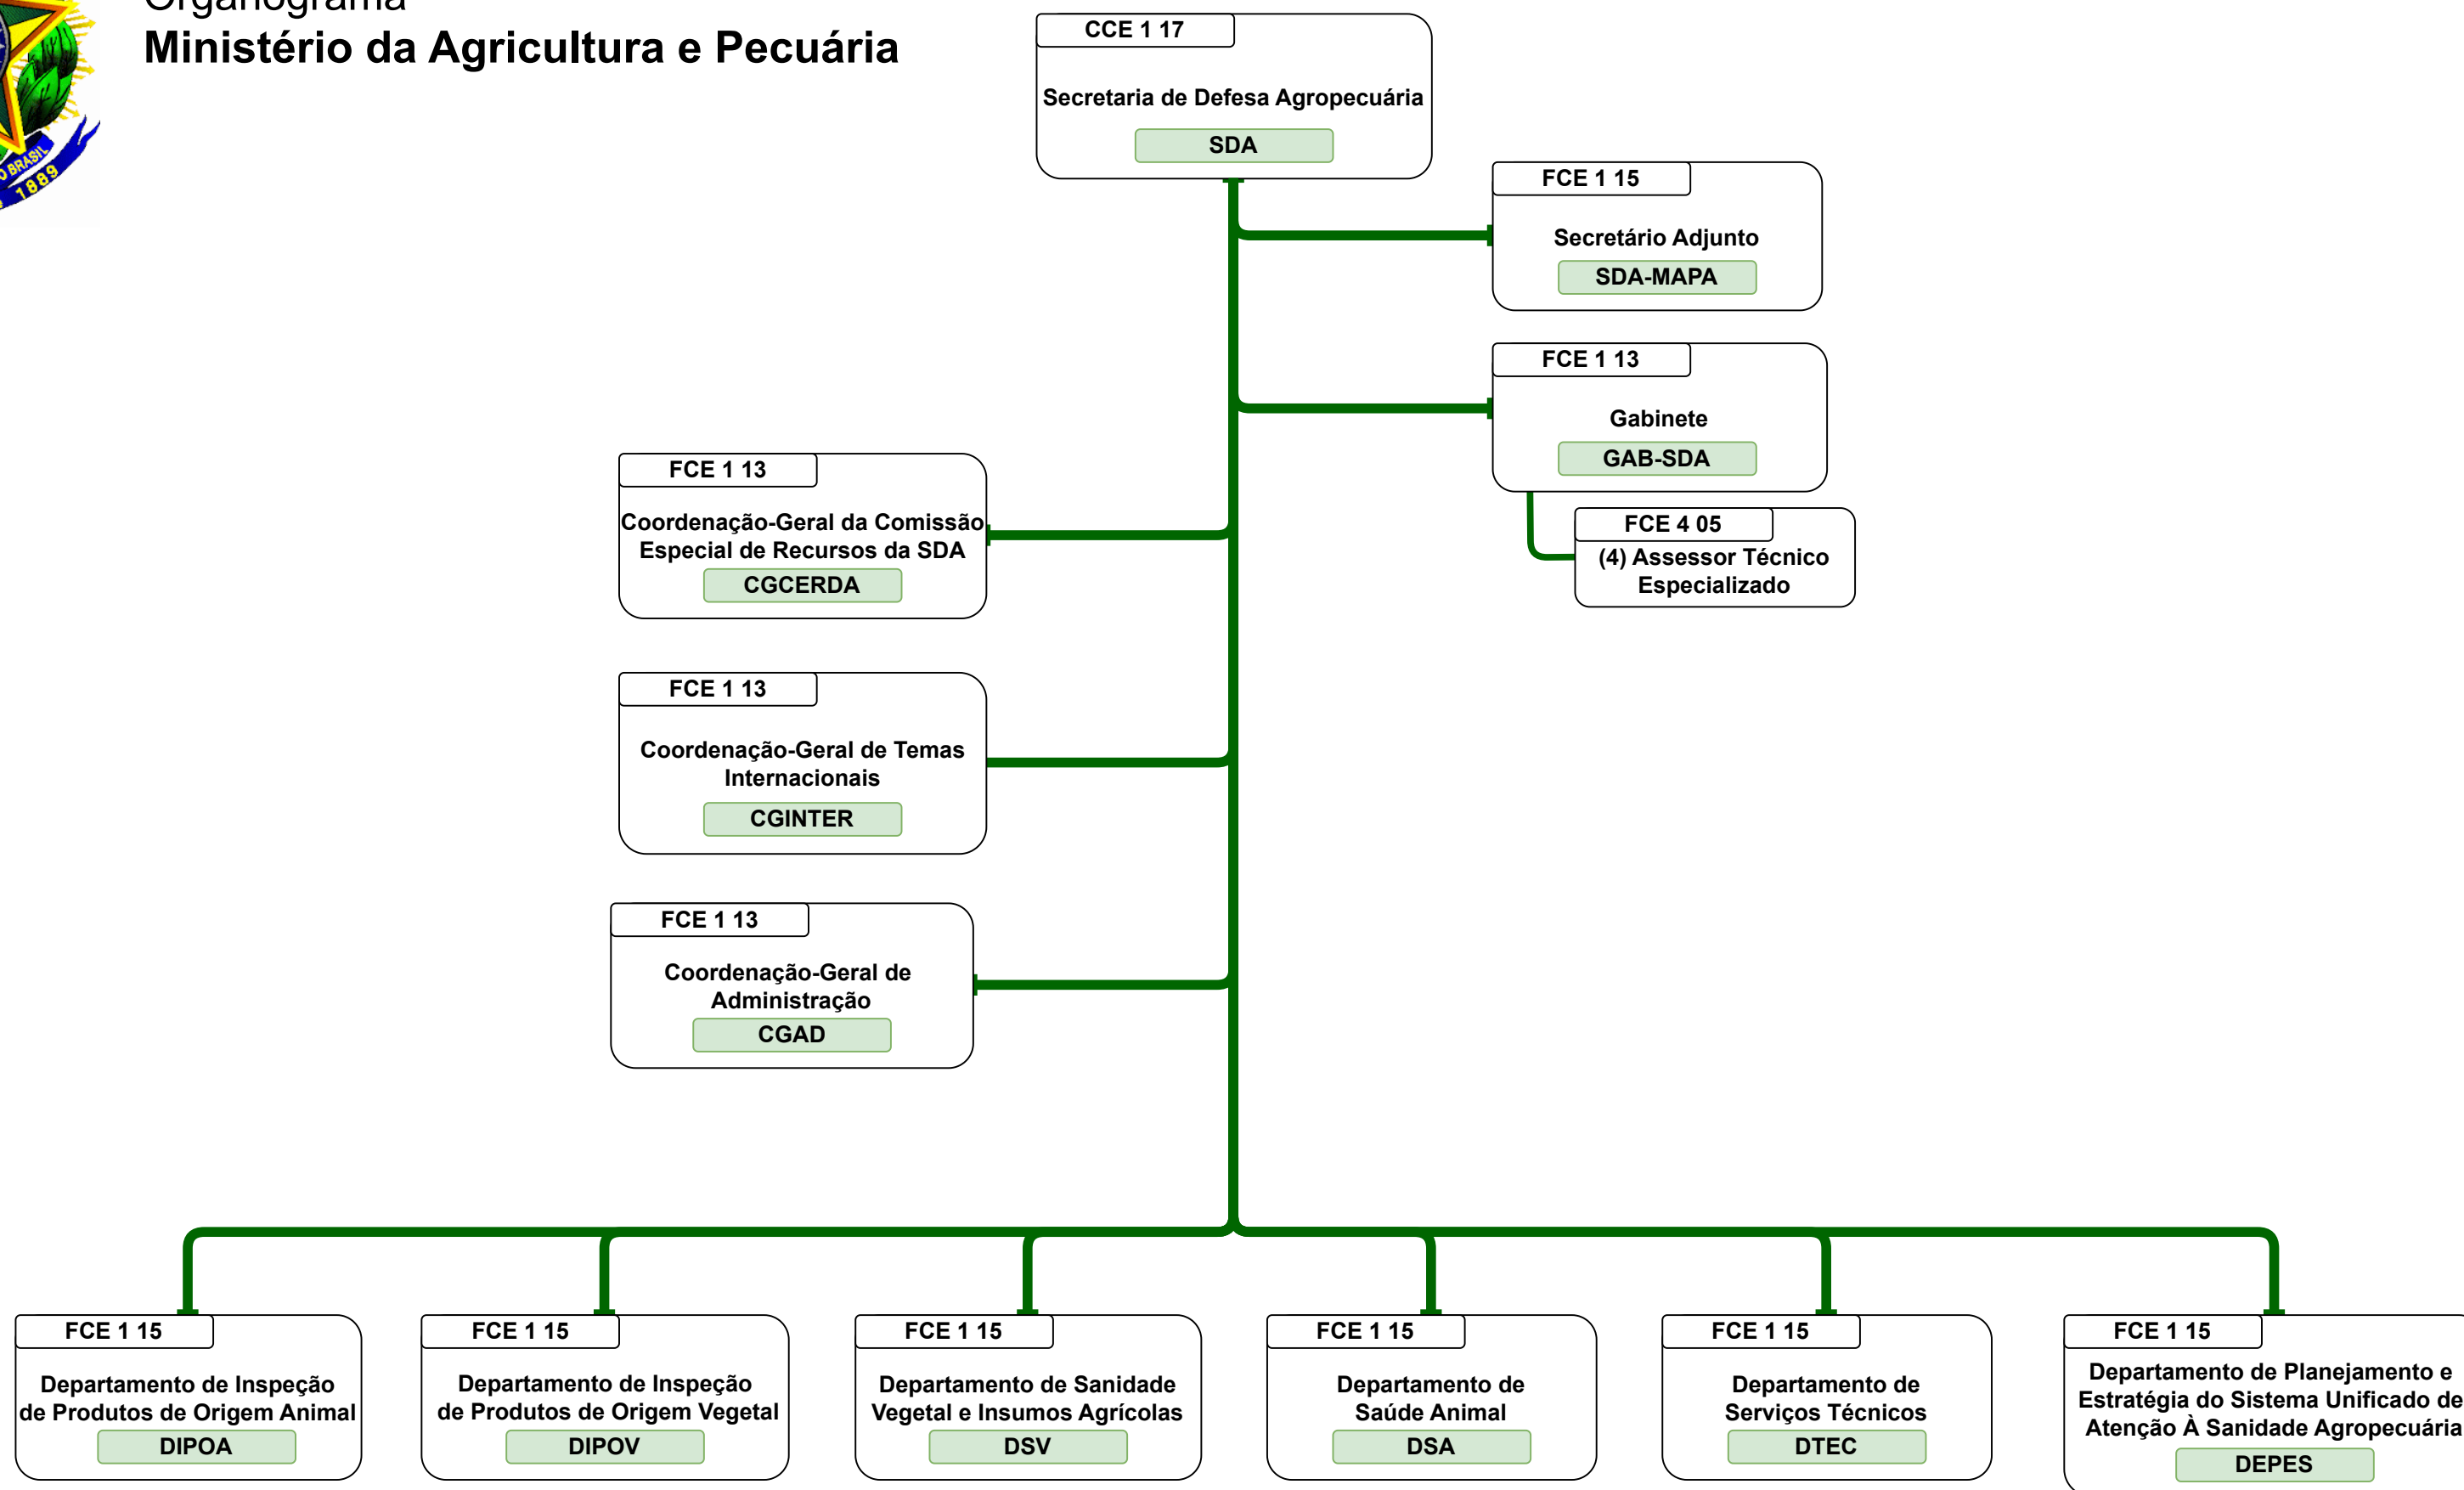 Organograma
Ministério da Agricultura e Pecuária
CCE 1 17
Secretaria de Defesa Agropecuária
SDA
FCE 1 15
Secretário Adjunto
SDA-MAPA
FCE 1 13
Gabinete
GAB-SDA
FCE 4 05
(4) Assessor Técnico
Especializado
FCE 1 13
Coordenação-Geral da Comissão
Especial de Recursos da SDA
CGCERDA
FCE 1 13
Coordenação-Geral de Temas
Internacionais
CGINTER
FCE 1 13
Coordenação-Geral de
Administração
CGAD
FCE 1 15
Departamento de Inspeção
de Produtos de Origem Animal
DIPOA
FCE 1 15
Departamento de Inspeção
de Produtos de Origem Vegetal
DIPOV
FCE 1 15
Departamento de Sanidade
Vegetal e Insumos Agrícolas
DSV
FCE 1 15
Departamento de
Saúde Animal
DSA
FCE 1 15
Departamento de
Serviços Técnicos
DTEC
FCE 1 15
Departamento de Planejamento e
Estratégia do Sistema Unificado de
Atenção À Sanidade Agropecuária
DEPES
BRASIL
1889